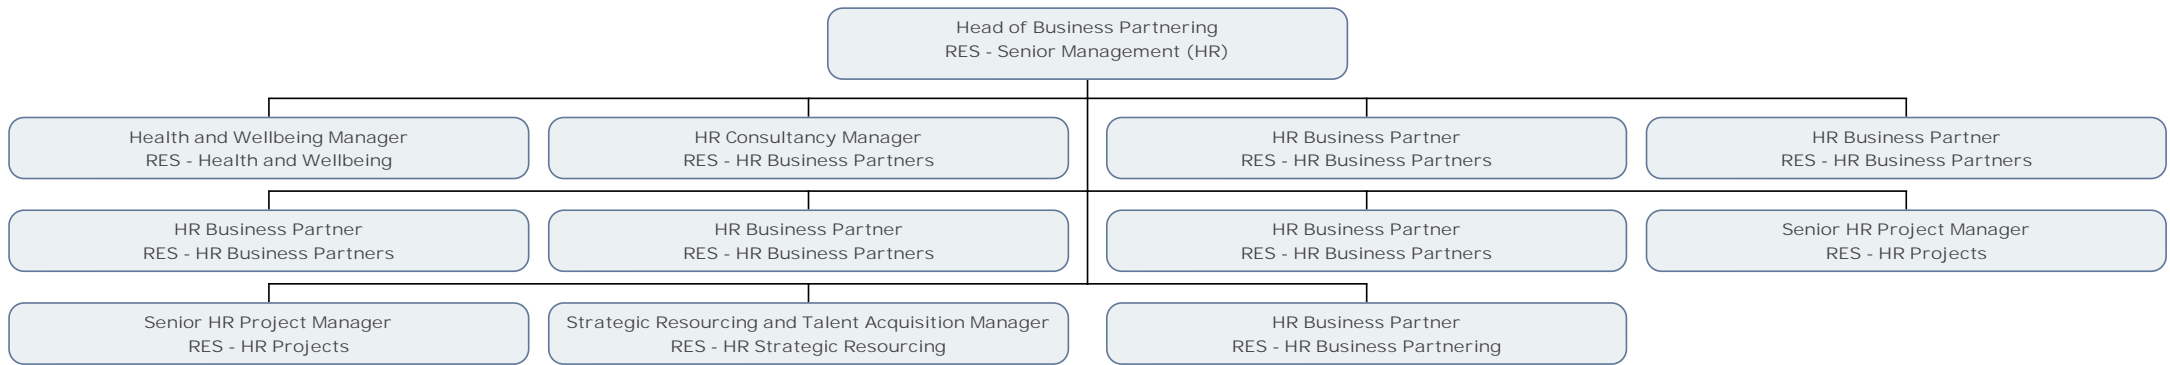 Head of Business Partnering
RES - Senior Management (HR)
Health and Wellbeing Manager
RES - Health and Wellbeing
HR Consultancy Manager
RES - HR Business Partners
HR Business Partner
RES - HR Business Partners
HR Business Partner
RES - HR Business Partners
HR Business Partner
RES - HR Business Partners
HR Business Partner
RES - HR Business Partners
HR Business Partner
RES - HR Business Partners
Senior HR Project Manager
RES - HR Projects
Senior HR Project Manager
RES - HR Projects
Strategic Resourcing and Talent Acquisition Manager
RES - HR Strategic Resourcing
HR Business Partner
RES - HR Business Partnering